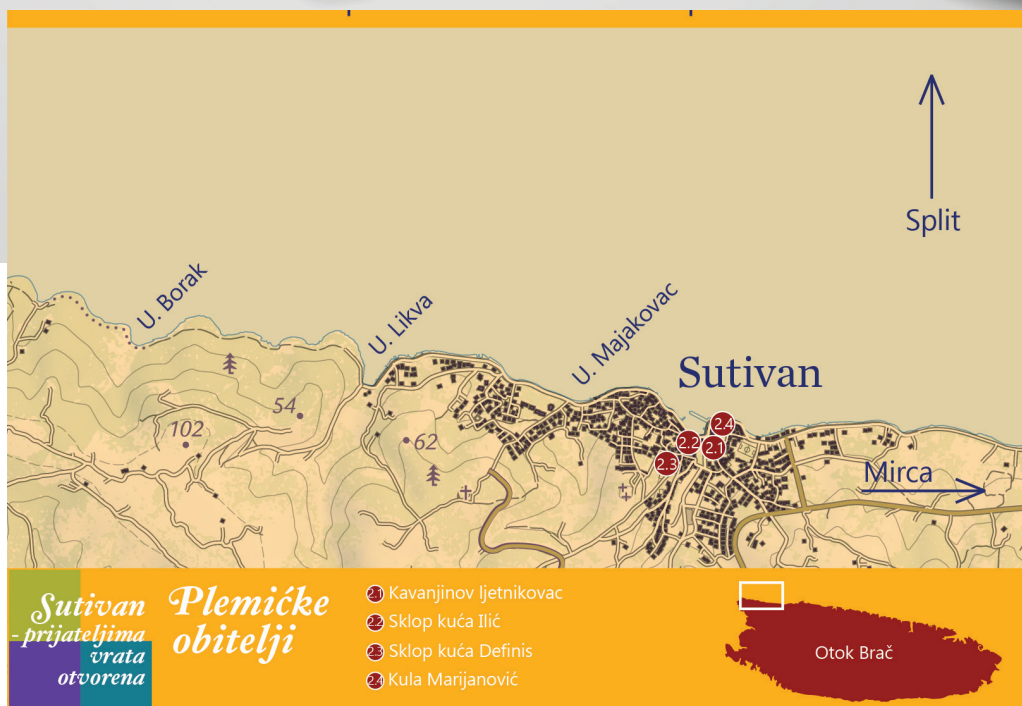 Split
U. Borak
U. Likva
U. Majakovac
Sutivan
54
102
62
2.4
2.2
2.1
2.3
Mirca
Sutivan
- prijateljima
vrata
otvorena
Plemićke
obitelji
2.1 Kavanjinov ljetnikovac
2.2 Sklop kuća Ilić
2.3 Sklop kuća Definis
2.4 Kula Marijanović
Otok Brač